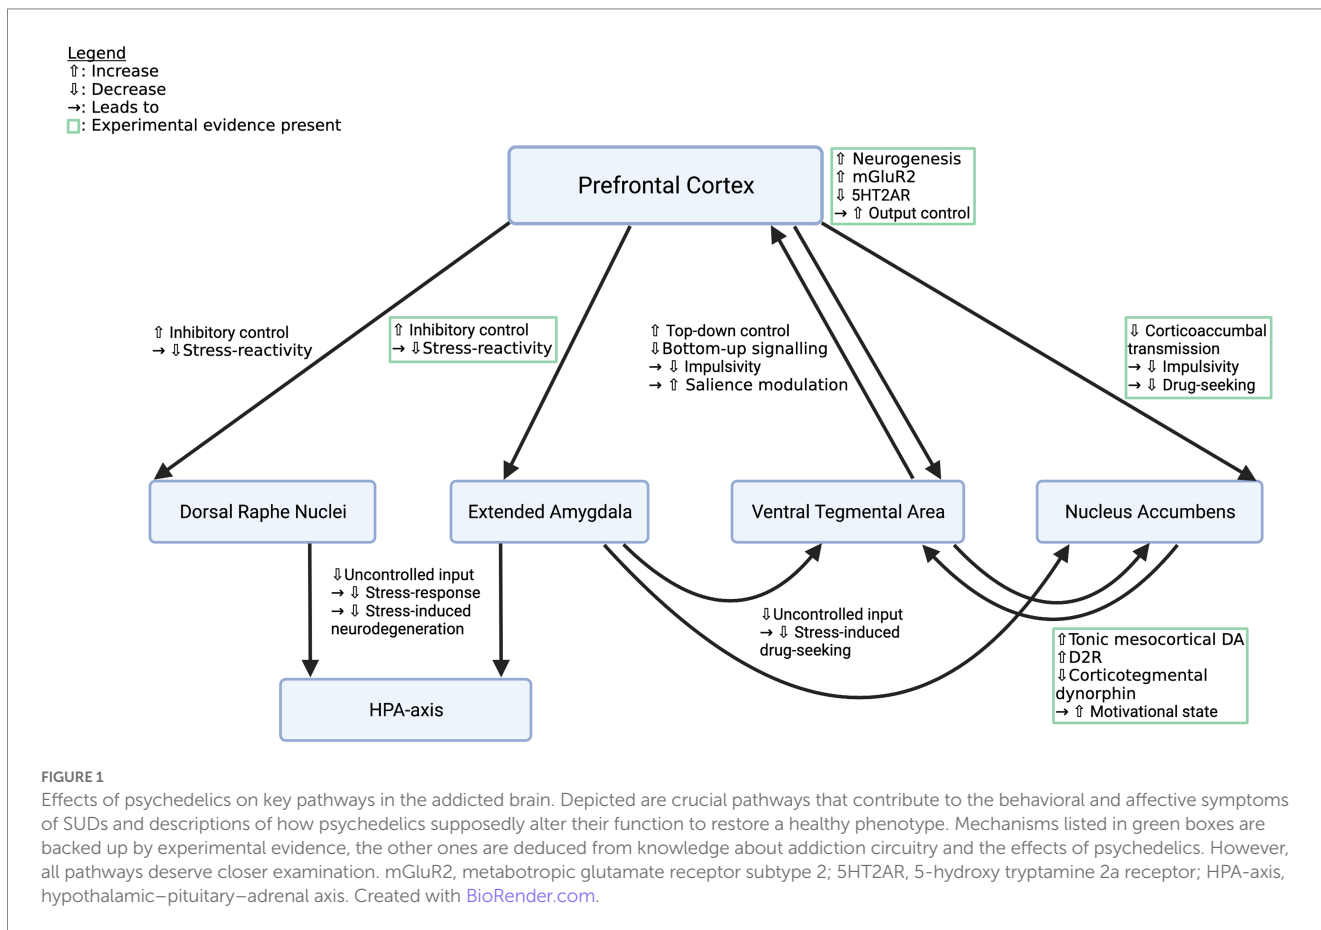 Legend
⇧: Increase
⇩: Decrease
→: Leads to
: Experimental evidence present
Prefrontal Cortex
⇧ Neurogenesis
⇧ mGluR2
⇩ 5HT2AR
→ ⇧ Output control
⇧ Inhibitory control
→ ⇩Stress-reactivity
⇧ Inhibitory control
→ ⇩Stress-reactivity
⇧ Top-down control
⇩Bottom-up signalling
→ ⇩ Impulsivity
→ ⇧ Salience modulation
⇩ Corticoaccumbal
transmission
→ ⇩ Impulsivity
→ ⇩ Drug-seeking
Dorsal Raphe Nuclei
Extended Amygdala
Ventral Tegmental Area
Nucleus Accumbens
⇩Uncontrolled input
→ ⇩ Stress-response
→ ⇩ Stress-induced
neurodegeneration
⇩Uncontrolled input
→ ⇩ Stress-induced
drug-seeking
⇧Tonic mesocortical DA
⇧D2R
⇩Corticotegmental
dynorphin
→ ⇧ Motivational state
HPA-axis
FIGURE 1
Effects of psychedelics on key pathways in the addicted brain. Depicted are crucial pathways that contribute to the behavioral and affective symptoms
of SUDs and descriptions of how psychedelics supposedly alter their function to restore a healthy phenotype. Mechanisms listed in green boxes are
backed up by experimental evidence, the other ones are deduced from knowledge about addiction circuitry and the effects of psychedelics. However,
all pathways deserve closer examination. mGluR2, metabotropic glutamate receptor subtype 2; 5HT2AR, 5-hydroxy tryptamine 2a receptor; HPA-axis,
hypothalamic–pituitary–adrenal axis. Created with BioRender.com.